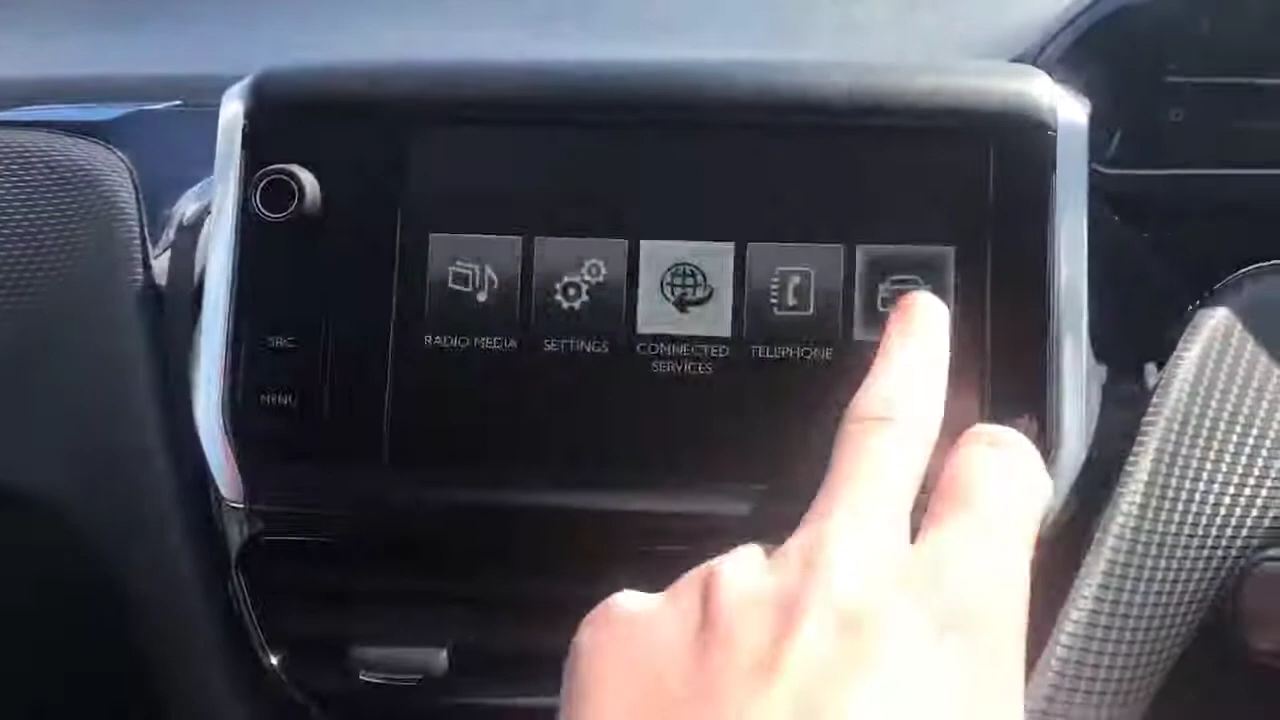 RADIO MEDIA
SETTINGS
CONNECTED
SERVICES
TELEPHONE
SRC
MENU